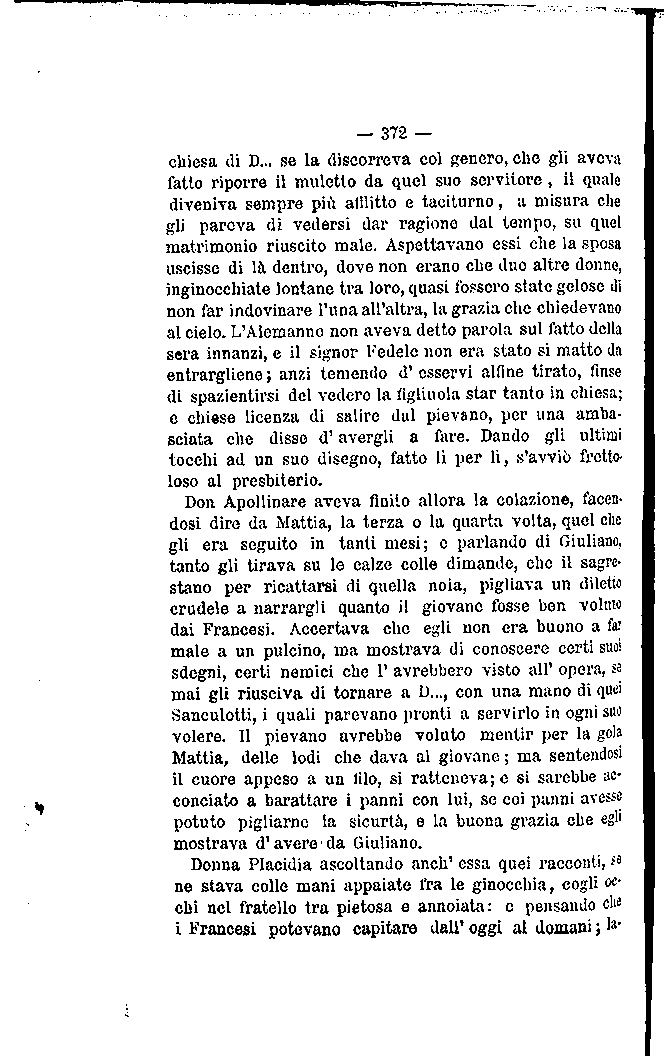 — 372 —
chiesa di D... se la discorreva col genero, che gli aveva
fatto riporre il muletto da quel suo servitore, il quale
diveniva sempre più afflitto e taciturno, a misura che
gli pareva di vedersi dar ragione dal tempo, su quel
matrimonio riuscito male. Aspettavano essi che la sposa
uscisse di là dentro, dove non erano che due altre donne,
inginocchiate lontane tra loro, quasi fossero state gelose di
non far indovinare l'una all'altra, la grazia che chiedevano
al cielo. L'Alemanno non aveva detto parola sul fatto della
sera innanzi, e il signor Fedele non era stato si matto da
entrargliene; anzi temendo d' esservi alfine tirato, finse
di spazientirsi del vedere la figliuola star tanto in chiesa;
e chiese licenza di salire dal pievano, per una amba-
sciata che disse d' avergli a fare. Dando gli ultimi
tocchi ad un suo disegno, fatto li per li, s'avviò fretto-
loso al presbiterio.
Don Apollinare aveva finito allora la colazione, facen-
dosi dire da Mattia, la terza o la quarta volta, quel che
gli era seguito in tanti mesi; e parlando di Giuliano,
tanto gli tirava su le calze colle dimande, che il sagre-
stano per ricattarsi di quella noia, pigliava un diletto
crudele a narrargli quanto il giovane fosse ben voluto
dai Francesi. Accertava che egli non era buono a far
male a un pulcino, ma mostrava di conoscere certi suoi
sdegni, certi nemici che l' avrebbero visto all' opera, se
mai gli riusciva di tornare a D..., con una mano di quei
Sanculotti, i quali parevano pronti a servirlo in ogni suo
volere. Il pievano avrebbe voluto mentir per la gola
Mattia, delle lodi che dava al giovane; ma sentendosi
il cuore appeso a un filo, si ratteneva; e si sarebbe ac-
conciato a barattare i panni con lui, se coi panni avesse
potuto pigliarne la sicurtà, e la buona grazia che egli
mostrava d' avere da Giuliano.
Donna Placidia ascoltando anch' essa quei racconti, se
ne stava colle mani appaiate fra le ginocchia, cogli oc-
chi nel fratello tra pietosa e annoiata: e pensando che
i Francesi potevano capitare dall' oggi al domani; la-